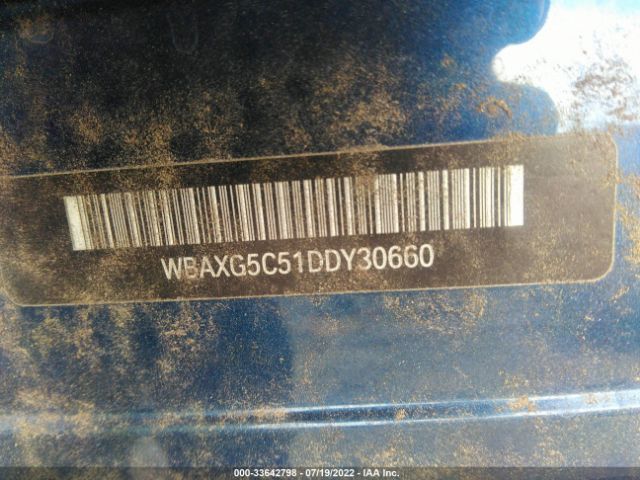 WBAXG5C51DDY30660
000-33642798 - 07/19/2022 - IAA Inc.